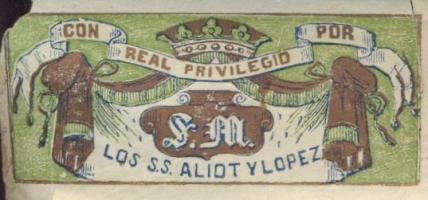 CON REAL PRIVILEGIO POR
S.M.
LOS S.S. ALIOT Y LOPEZ